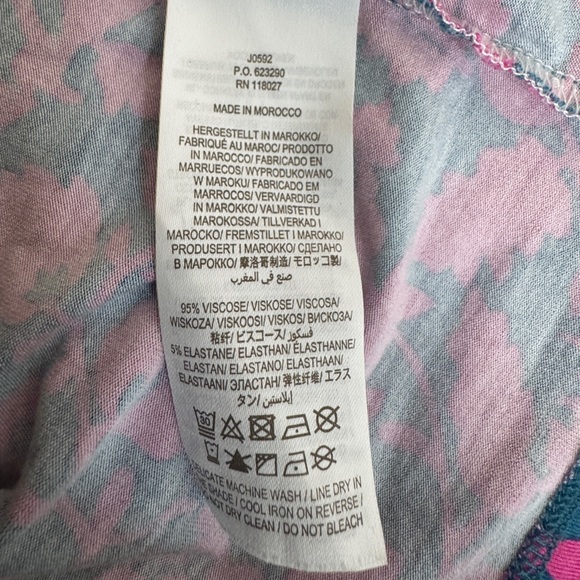 J0592
P.O. 623290
RN 118027
MADE IN MOROCCO
HERGESTELLT IN MAROKKO/
FABRIQUÉ AU MAROC/ PRODOTTO
IN MAROCCO/ FABRICADO EN
MARRUECOS/ WYPRODUKOWANO
W MAROKU/ FABRICADO EM
MARROCOS/ VERVAARDIGD
IN MAROKKO/ VALMISTETTU
MAROKOSSA/ TILLVERKAD I
MAROCKO/ FREMSTILLET I MAROKKO/
PRODUSERT I MAROKKO/ СДЕЛАНО
В МАРОККО/ 摩洛哥制造/ モロッコ製/
صنع في المغرب
95% VISCOSE/ VISKOSE/ VISCOSA/
WISKOZA/ VISKOOSI/ VISKOS/ ВИСКОЗА/
粘纤/ ビスコース/ فسكوز/
5% ELASTANE/ ELASTHAN/ ÉLASTHANNE/
ELASTAN/ ELASTANO/ ELASTHAAN/
ELASTAANI/ ЭЛАСТАН/ 弹性纤/ エラス
タン/ إيلاستين/
30
DELICATE MACHINE WASH / LINE DRY IN
THE SHADE / COOL IRON ON REVERSE /
DO NOT DRY CLEAN / DO NOT BLEACH